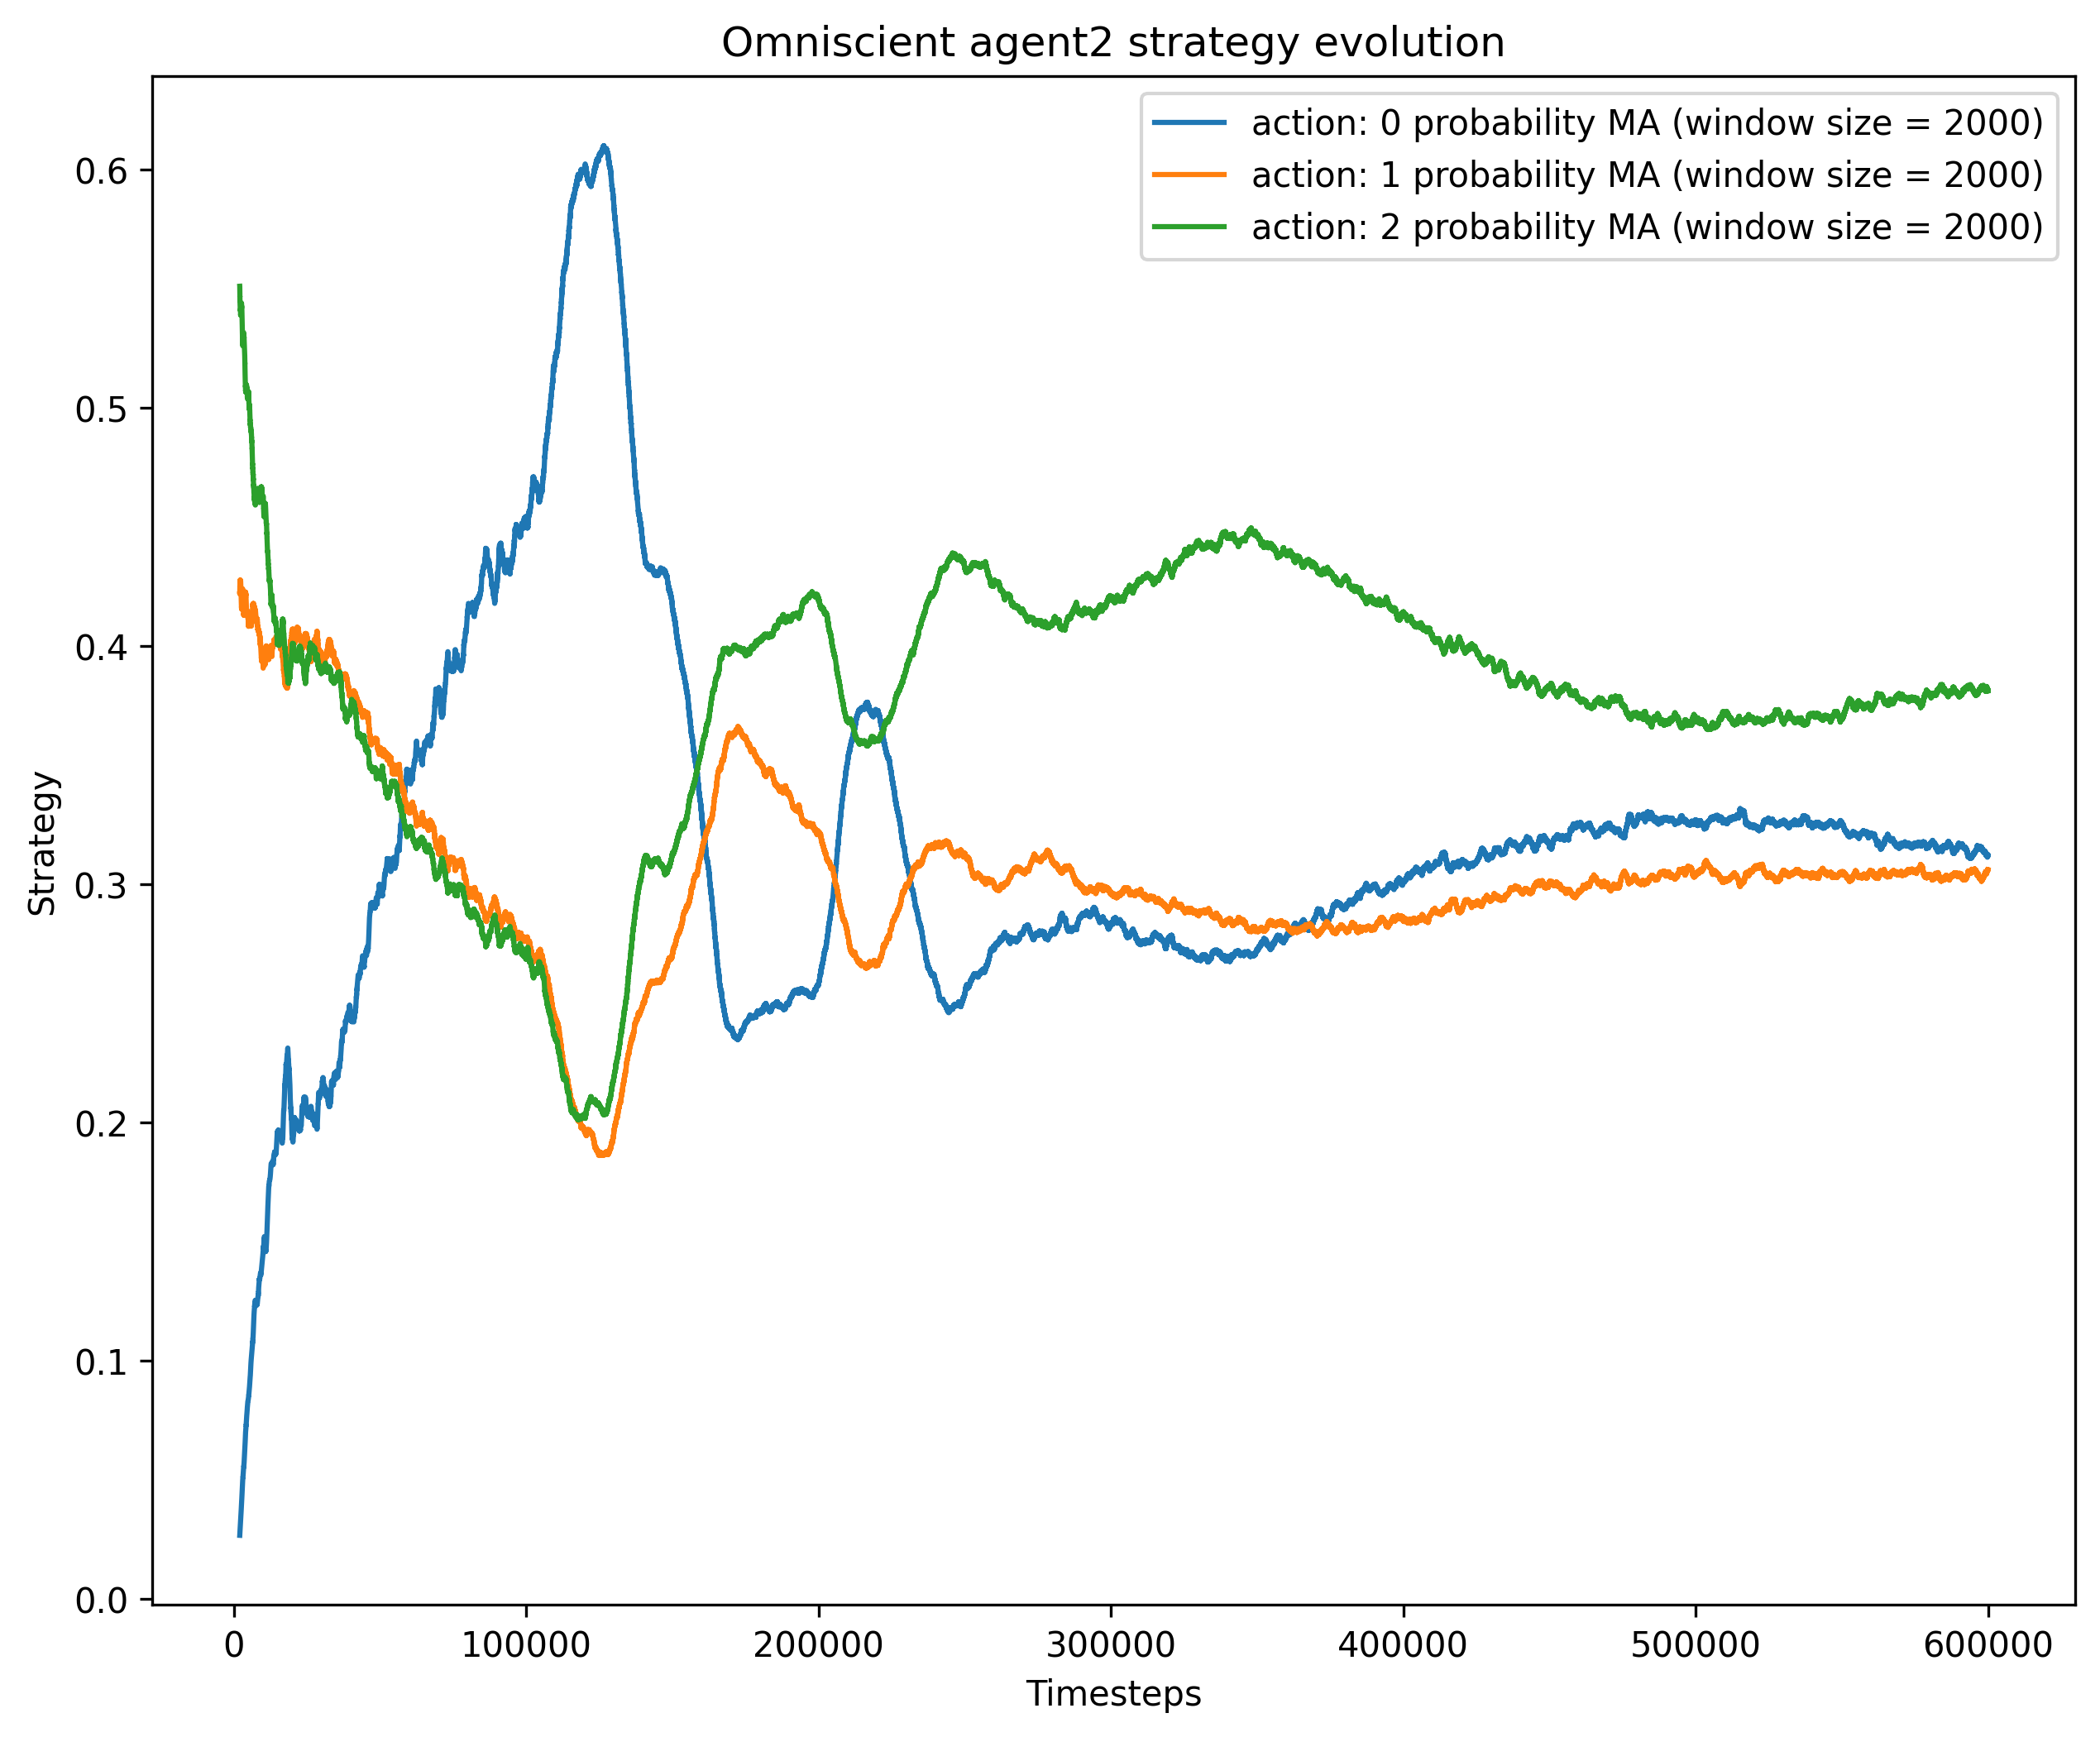 Omniscient agent2 strategy evolution
action: 0 probability MA (window size = 2000)
action: 1 probability MA (window size = 2000)
action: 2 probability MA (window size = 2000)
Strategy
0.6
0.5
0.4
0.3
0.2
0.1
0.0
0 100000 200000 300000 400000 500000 600000
Timesteps